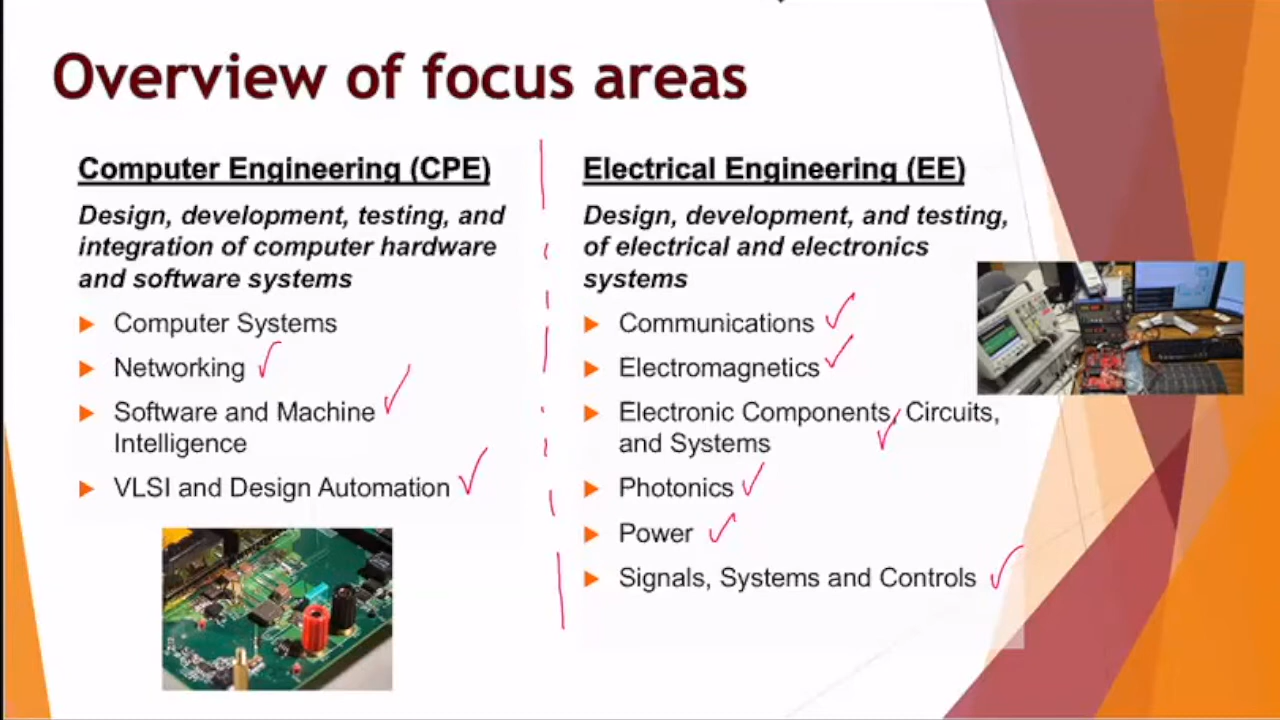 Overview of focus areas
Computer Engineering (CPE)
Design, development, testing, and
integration of computer hardware
and software systems
Computer Systems
Networking
Software and Machine
Intelligence
VLSI and Design Automation
Electrical Engineering (EE)
Design, development, and testing,
of electrical and electronics
systems
Communications
Electromagnetics
Electronic Components, Circuits,
and Systems
Photonics
Power
Signals, Systems and Controls